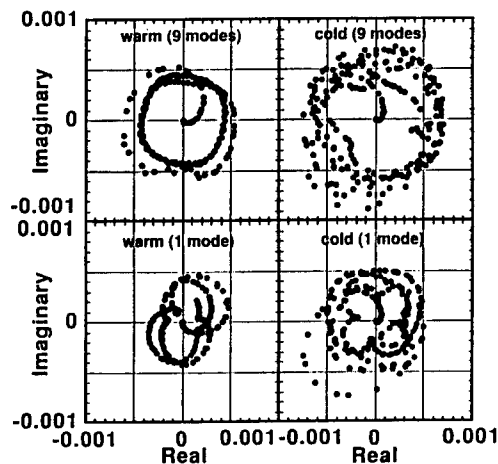 0.001
warm (9 modes)
cold (9 modes)
Imaginary
0
-0.001
0.001
warm (1 mode)
cold (1 mode)
Imaginary
0
-0.001
-0.001
0
0.001
-0.001
0
0.001
Real
Real